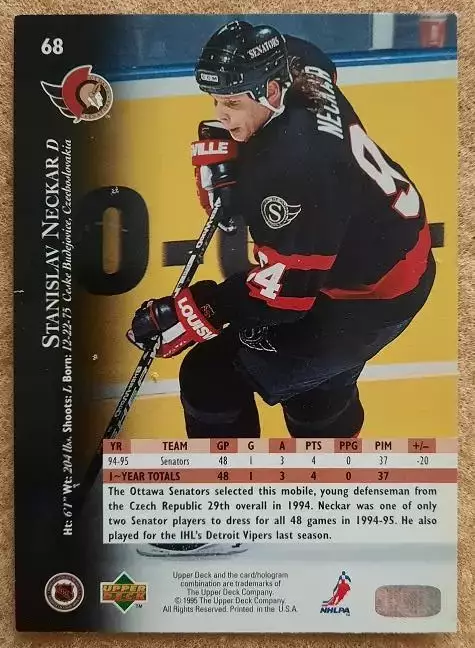 68
STANISLAV NECKAR D
Ceske Budejovice, Czechoslovakia
Ht: 6'1" Wt: 204 lbs. Shoots: L Born: 12-22-75
SENATORS
NECKAR
94
VILLE
S
94
LOUISV
YR TEAM GP G A PTS PPG PIM +/–
94-95 Senators 48 1 3 4 0 37 -20
1~YEAR TOTALS 48 1 3 4 0 37
The Ottawa Senators selected this mobile, young defenseman from
the Czech Republic 29th overall in 1994. Neckar was one of only
two Senator players to dress for all 48 games in 1994-95. He also
played for the IHL's Detroit Vipers last season.
UPPER
DECK
TM
Upper Deck and the card/hologram
combination are trademarks of
The Upper Deck Company.
©1995 The Upper Deck Company.
All Rights Reserved. Printed in the U.S.A.
NHLPA